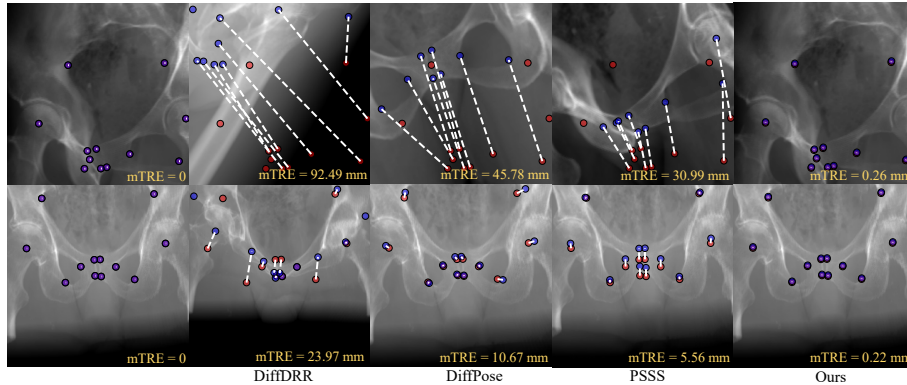 mTRE = 0
mTRE = 92.49 mm
mTRE = 45.78 mm
mTRE = 30.99 mm
mTRE = 0.26 mm
mTRE = 0
mTRE = 23.97 mm
mTRE = 10.67 mm
mTRE = 5.56 mm
mTRE = 0.22 mm
DiffDRR
DiffPose
PSSS
Ours